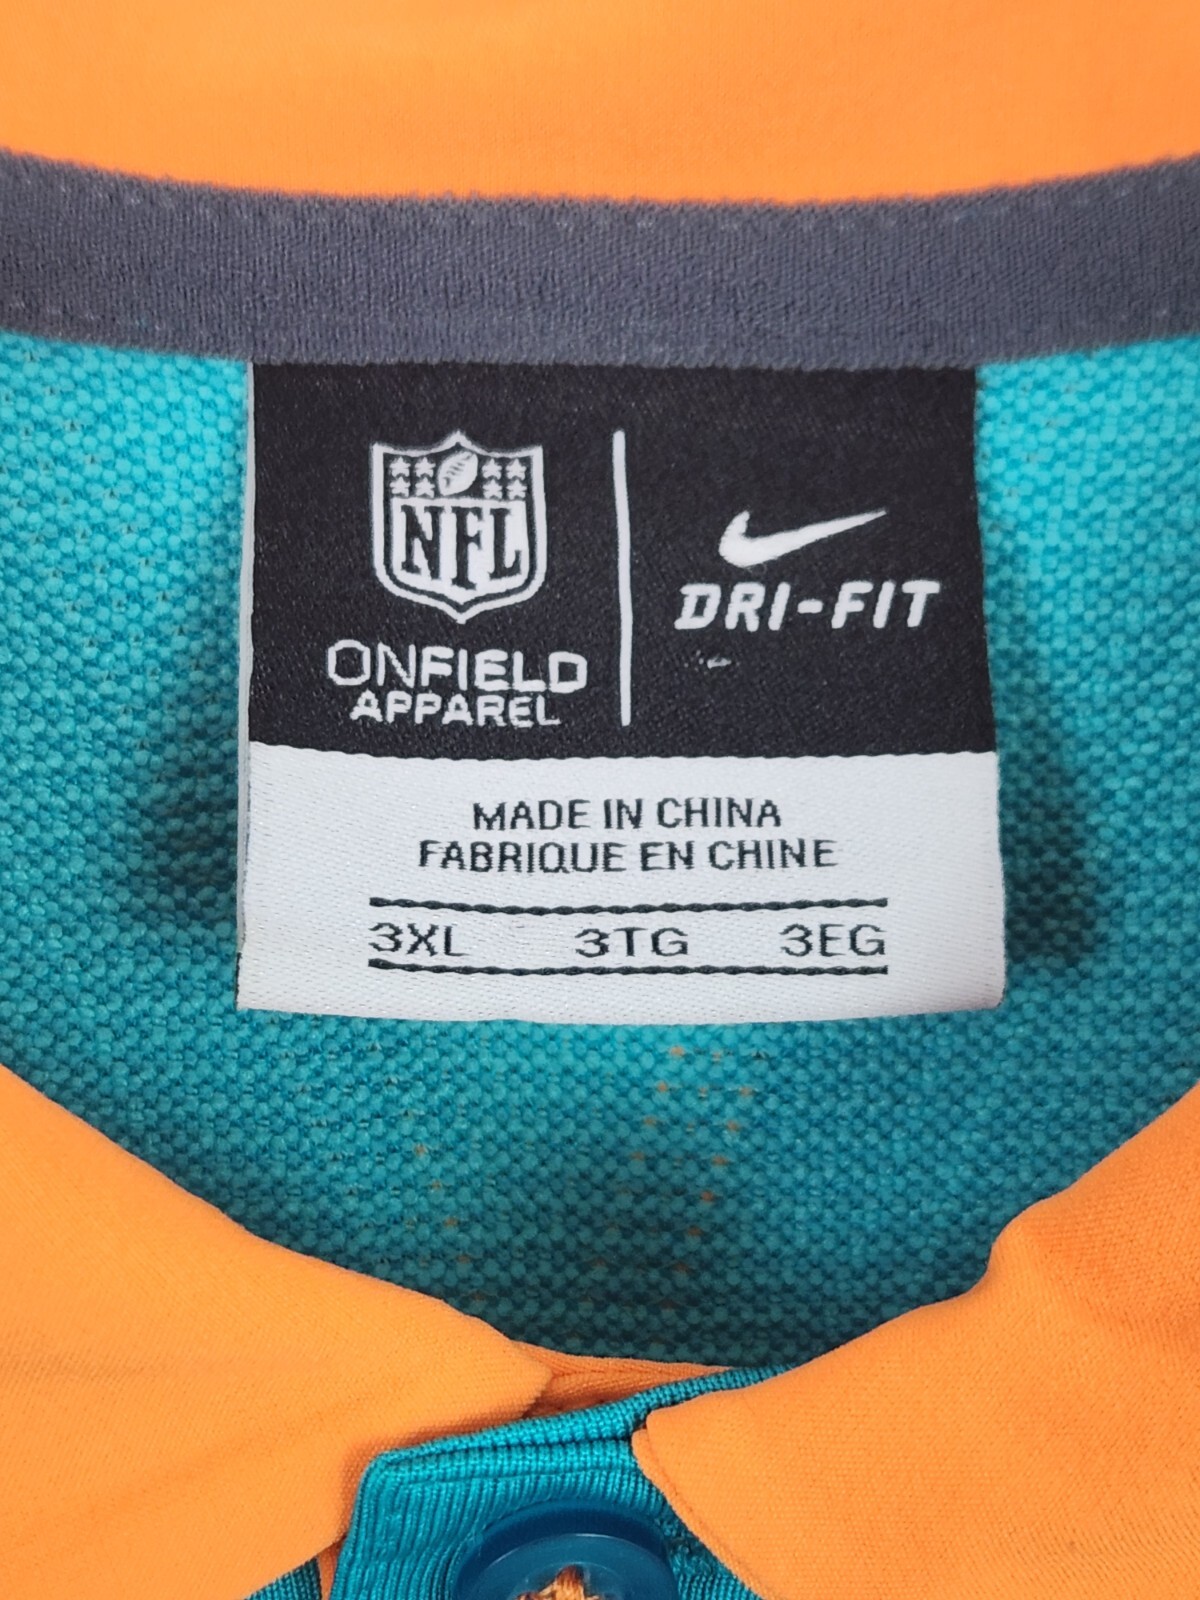 NFL
ONFIELD
APPAREL
DRI-FIT
MADE IN CHINA
FABRIQUE EN CHINE
3XL 3TG 3EG